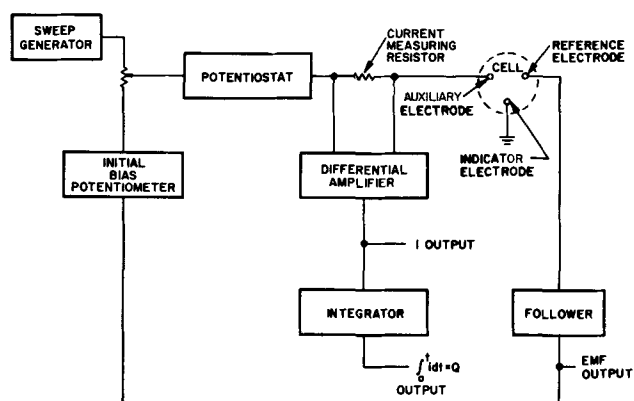 SWEEP
GENERATOR
POTENTIOSTAT
CURRENT
MEASURING
RESISTOR
CELL
REFERENCE
ELECTRODE
AUXILIARY
ELECTRODE
INDICATOR
ELECTRODE
INITIAL
BIAS
POTENTIOMETER
DIFFERENTIAL
AMPLIFIER
I OUTPUT
INTEGRATOR
FOLLOWER
∫ₒᵗidt=Q
OUTPUT
EMF
OUTPUT